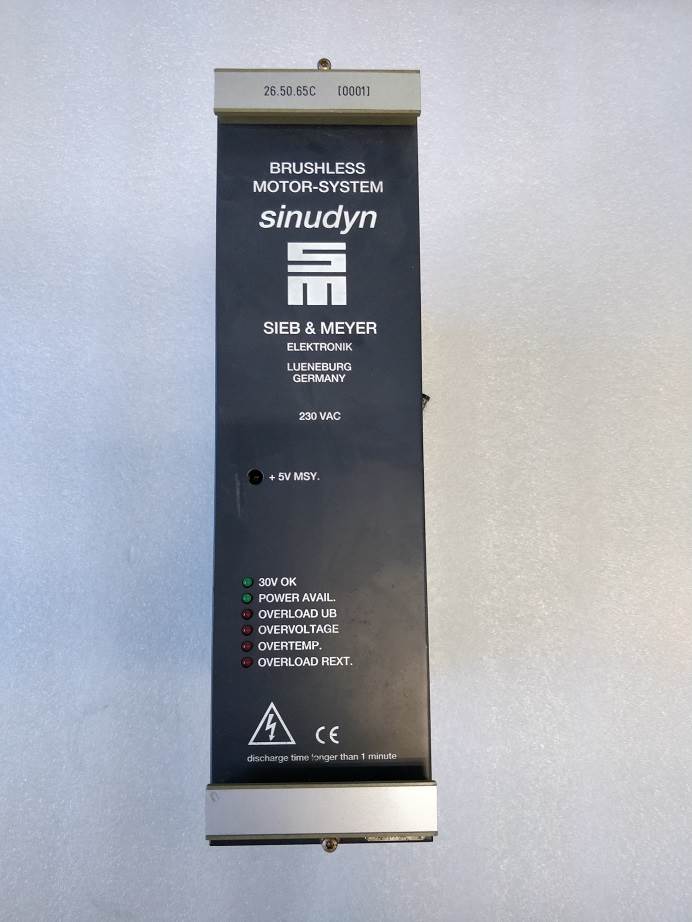 26.50.65C [0001]
BRUSHLESS
MOTOR-SYSTEM
sinudyn
SM
SIEB & MEYER
ELEKTRONIK
LUENEBURG
GERMANY
230 VAC
+ 5V MSY.
30V OK
POWER AVAIL.
OVERLOAD UB
OVERVOLTAGE
OVERTEMP.
OVERLOAD REXT.
CE
discharge time longer than 1 minute